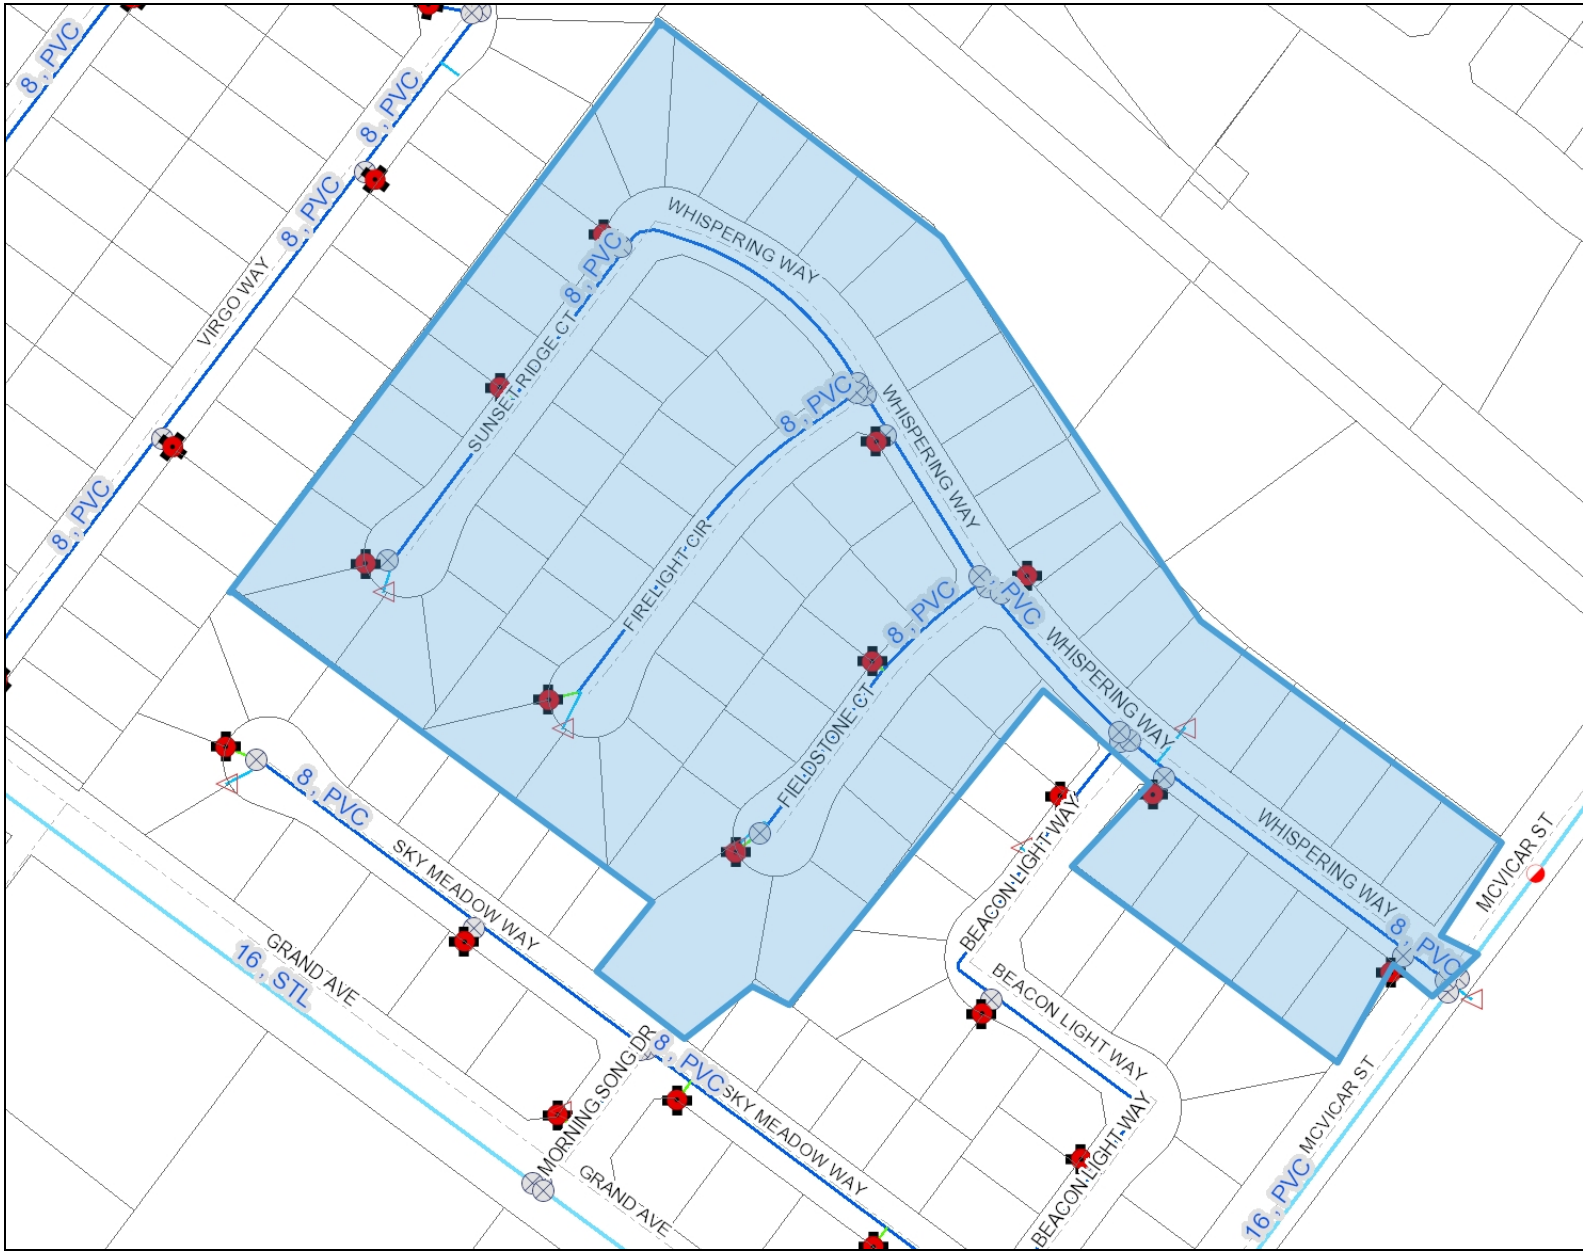 8, PVC
8, PVC
WHISPERING WAY
8, PVC
8, PVC
VIRGO WAY
SUNSET RIDGE CT
8, PVC
WHISPERING WAY
8, PVC
FIRELIGHT CIR
8, PVC
, PVC
WHISPERING WAY
FIELDSTONE CT
8, PVC
SKY MEADOW WAY
BEACON LIGHT WAY
WHISPERING WAY
MCVICAR ST
8, PVC
GRAND AVE
16, STL
BEACON LIGHT WAY
MORNING SONG DR
8, PVC
SKY MEADOW WAY
MCVICAR ST
BEACON LIGHT WAY
GRAND AVE
16, PVC